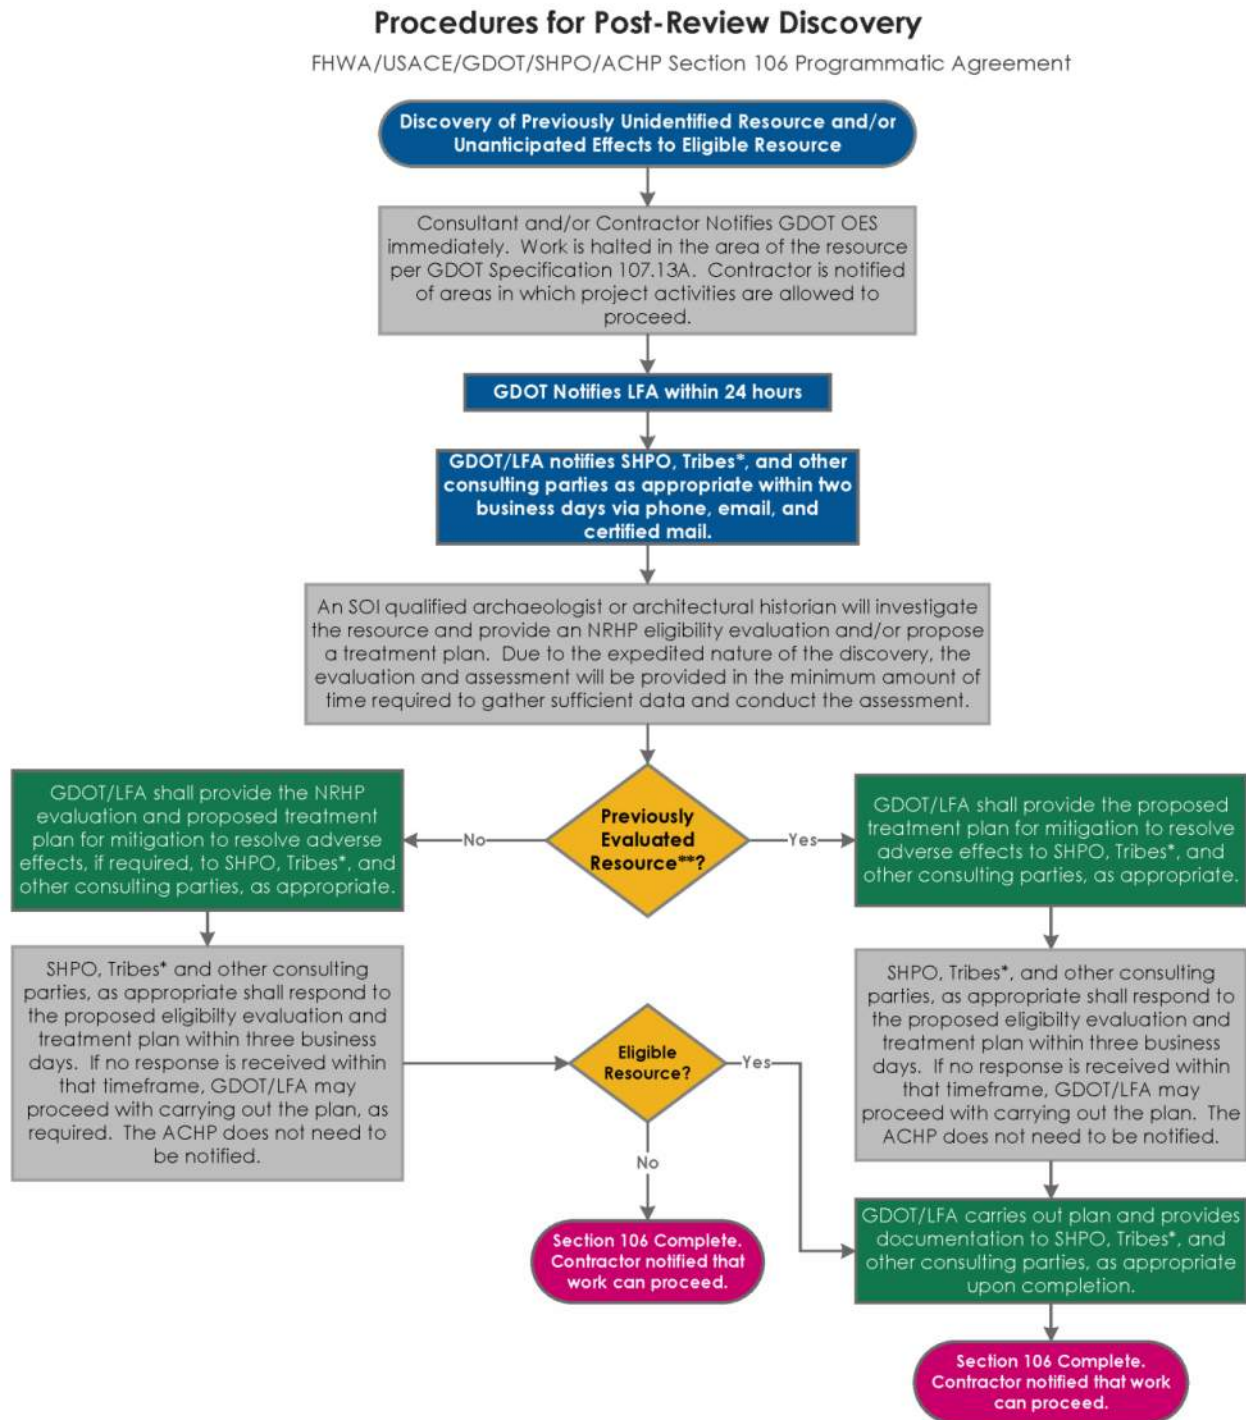 Procedures for Post-Review Discovery
FHWA/USACE/GDOT/SHPO/ACHP Section 106 Programmatic Agreement
Discovery of Previously Unidentified Resource and/or
Unanticipated Effects to Eligible Resource
Consultant and/or Contractor Notifies GDOT OES
immediately. Work is halted in the area of the resource
per GDOT Specification 107.13A. Contractor is notified
of areas in which project activities are allowed to
proceed.
GDOT Notifies LFA within 24 hours
GDOT/LFA notifies SHPO, Tribes*, and other
consulting parties as appropriate within two
business days via phone, email, and
certified mail.
An SOI qualified archaeologist or architectural historian will investigate
the resource and provide an NRHP eligibility evaluation and/or propose
a treatment plan. Due to the expedited nature of the discovery, the
evaluation and assessment will be provided in the minimum amount of
time required to gather sufficient data and conduct the assessment.
Previously
Evaluated
Resource**?
No
Yes
GDOT/LFA shall provide the NRHP
evaluation and proposed treatment
plan for mitigation to resolve adverse
effects, if required, to SHPO, Tribes*, and
other consulting parties, as appropriate.
GDOT/LFA shall provide the proposed
treatment plan for mitigation to resolve
adverse effects to SHPO, Tribes*, and
other consulting parties, as appropriate.
SHPO, Tribes* and other consulting
parties, as appropriate shall respond to
the proposed eligibilty evaluation and
treatment plan within three business
days. If no response is received within
that timeframe, GDOT/LFA may
proceed with carrying out the plan, as
required. The ACHP does not need to
be notified.
Eligible
Resource?
Yes
No
SHPO, Tribes*, and other consulting
parties, as appropriate shall respond to
the proposed eligibilty evaluation and
treatment plan within three business
days. If no response is received within
that timeframe, GDOT/LFA may
proceed with carrying out the plan. The
ACHP does not need to be notified.
Section 106 Complete.
Contractor notified that
work can proceed.
GDOT/LFA carries out plan and provides
documentation to SHPO, Tribes*, and
other consulting parties, as appropriate
upon completion.
Section 106 Complete.
Contractor notified that work
can proceed.